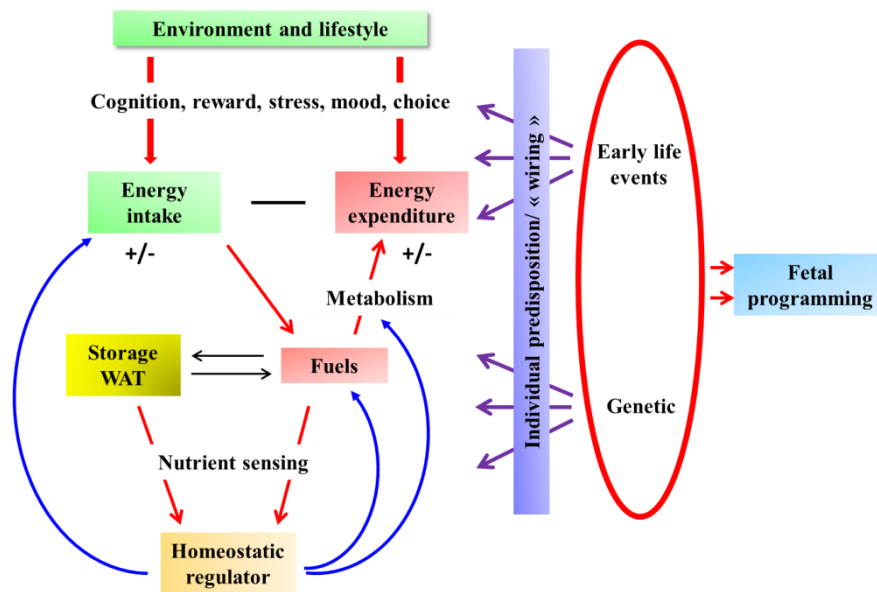 Environment and lifestyle
Cognition, reward, stress, mood, choice
Energy
intake
+/-
Energy
expenditure
+/-
Metabolism
Storage
WAT
Fuels
Nutrient sensing
Homeostatic
regulator
Individual predisposition/ « wiring »
Early life
events
Genetic
Fetal
programming